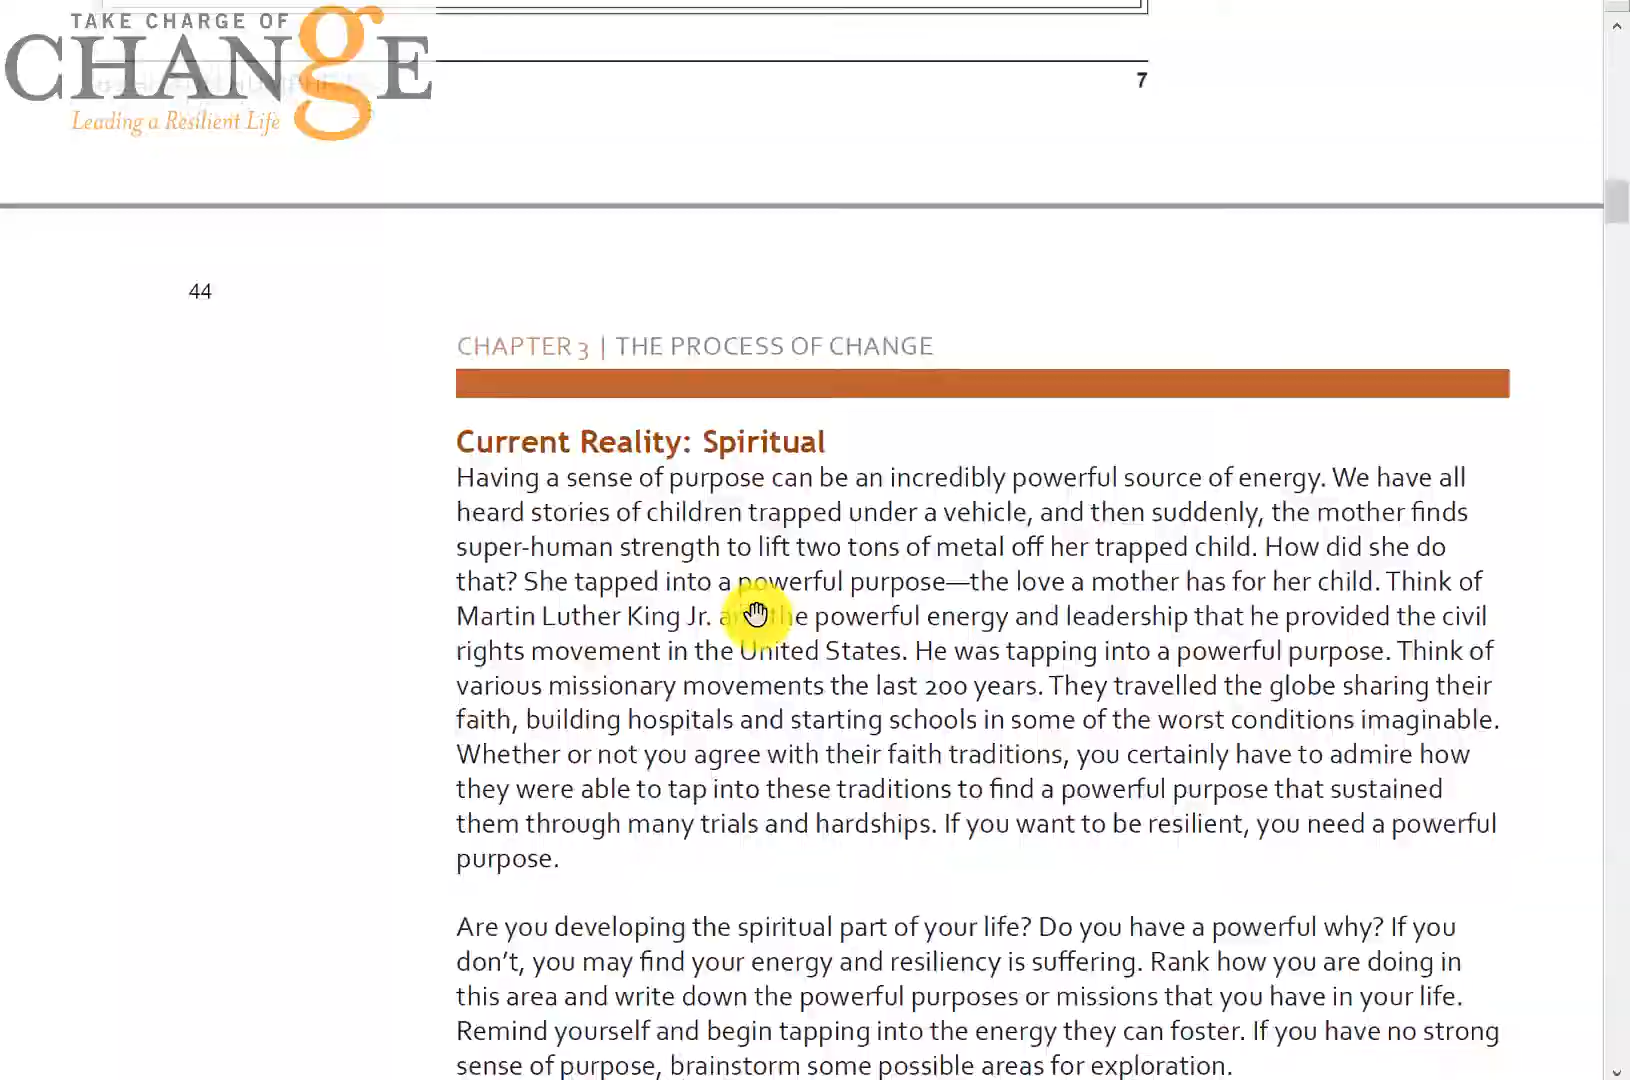 TAKE CHARGE OF
CHANgE
Leading a Resilient Life
7
44
CHAPTER 3 | THE PROCESS OF CHANGE
Current Reality: Spiritual
Having a sense of purpose can be an incredibly powerful source of energy. We have all
heard stories of children trapped under a vehicle, and then suddenly, the mother finds
super-human strength to lift two tons of metal off her trapped child. How did she do
that? She tapped into a powerful purpose—the love a mother has for her child. Think of
Martin Luther King Jr. and the powerful energy and leadership that he provided the civil
rights movement in the United States. He was tapping into a powerful purpose. Think of
various missionary movements the last 200 years. They travelled the globe sharing their
faith, building hospitals and starting schools in some of the worst conditions imaginable.
Whether or not you agree with their faith traditions, you certainly have to admire how
they were able to tap into these traditions to find a powerful purpose that sustained
them through many trials and hardships. If you want to be resilient, you need a powerful
purpose.
Are you developing the spiritual part of your life? Do you have a powerful why? If you
don't, you may find your energy and resiliency is suffering. Rank how you are doing in
this area and write down the powerful purposes or missions that you have in your life.
Remind yourself and begin tapping into the energy they can foster. If you have no strong
sense of purpose, brainstorm some possible areas for exploration.